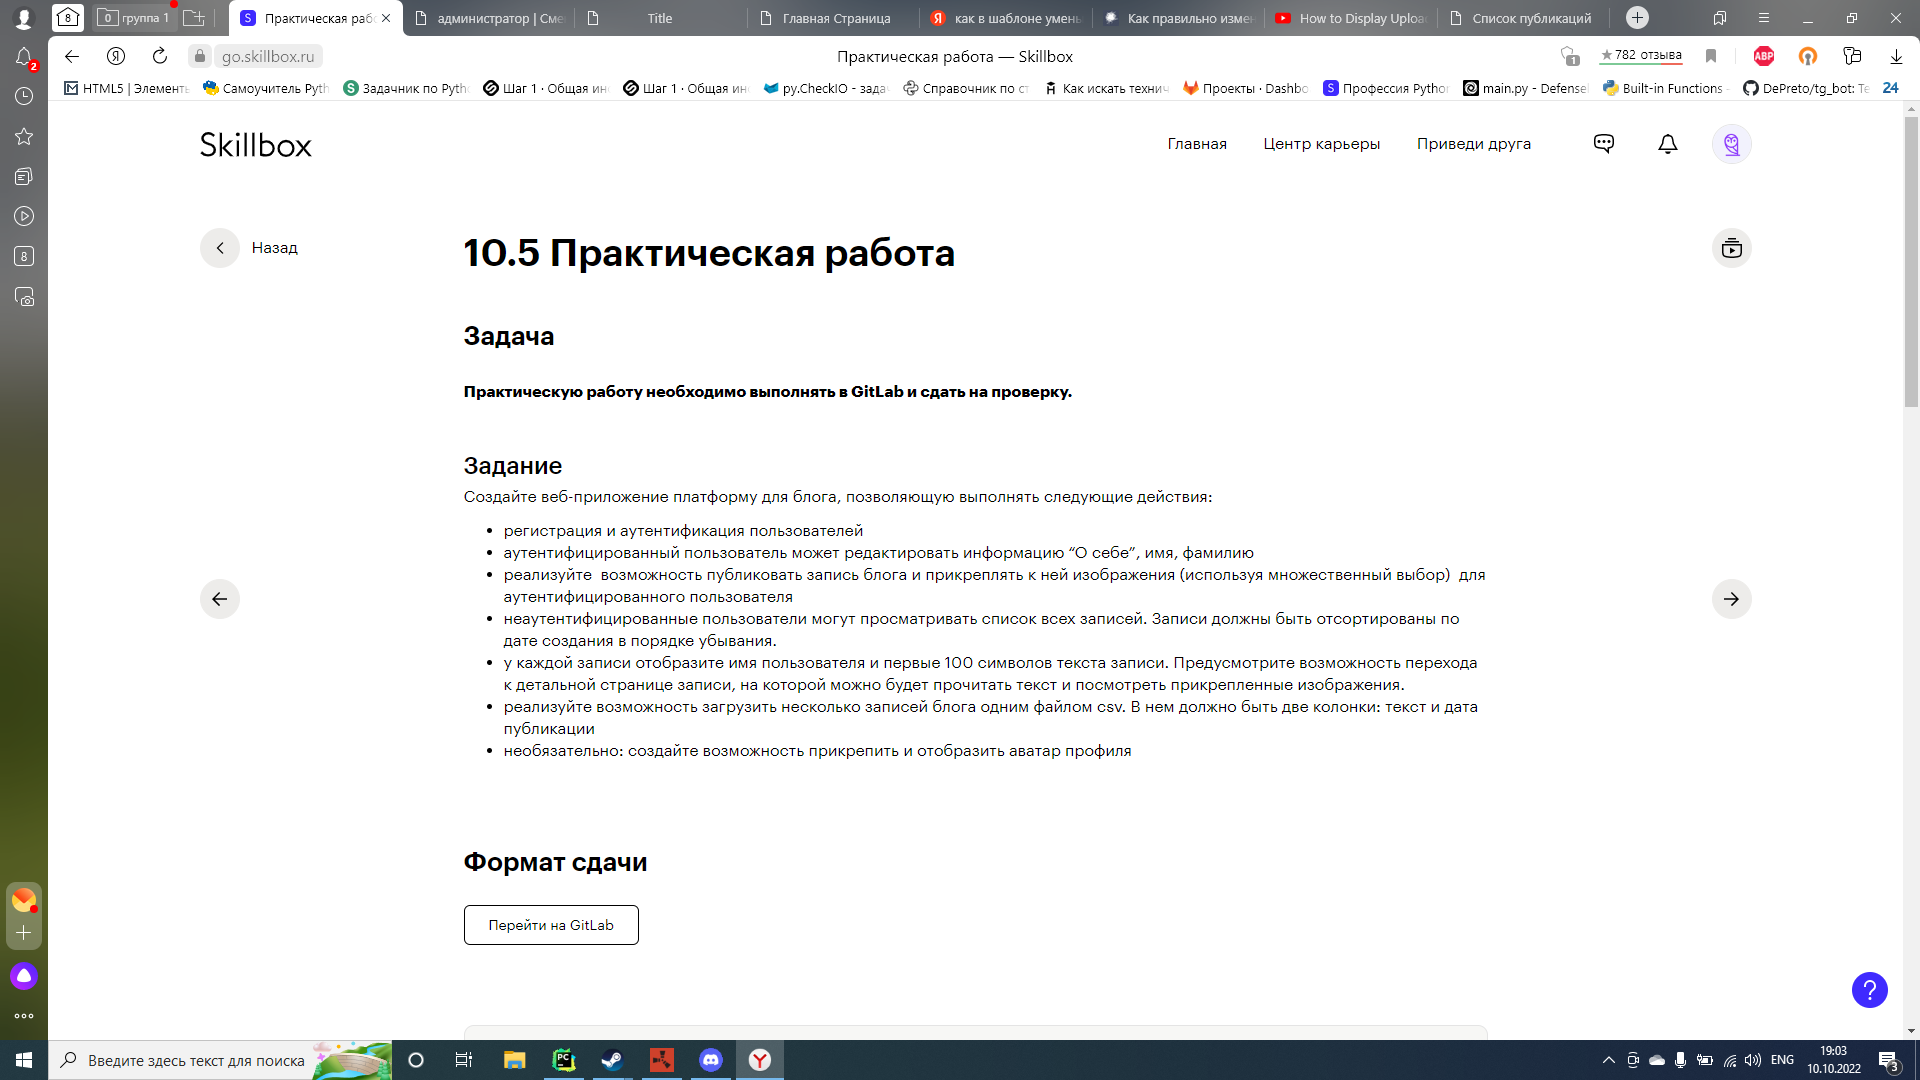 8
0 группа 1
Практическая рабо
администратор | Сме
Title
Главная Страница
как в шаблоне умень
Как правильно измен
How to Display Uploa
Список публикаций
2
go.skillbox.ru
Практическая работа — Skillbox
1
782 отзыва
ABP
HTML5 | Элементы
Самоучитель Pyth
Задачник по Pytho
Шаг 1 · Общая ин
Шаг 1 · Общая ин
py.CheckIO - зада
Справочник по ст
Как искать технич
Проекты · Dashbo
Профессия Python
main.py - Defense
Built-in Functions -
DePreto/tg_bot: Te
24
Skillbox
Главная
Центр карьеры
Приведи друга
8
Назад
10.5 Практическая работа
Задача
Практическую работу необходимо выполнять в GitLab и сдать на проверку.
Задание
Создайте веб-приложение платформу для блога, позволяющую выполнять следующие действия:
регистрация и аутентификация пользователей
аутентифицированный пользователь может редактировать информацию “О себе”, имя, фамилию
реализуйте возможность публиковать запись блога и прикреплять к ней изображения (используя множественный выбор) для
аутентифицированного пользователя
неаутентифицированные пользователи могут просматривать список всех записей. Записи должны быть отсортированы по
дате создания в порядке убывания.
у каждой записи отобразите имя пользователя и первые 100 символов текста записи. Предусмотрите возможность перехода
к детальной странице записи, на которой можно будет прочитать текст и посмотреть прикрепленные изображения.
реализуйте возможность загрузить несколько записей блога одним файлом csv. В нем должно быть две колонки: текст и дата
публикации
необязательно: создайте возможность прикрепить и отобразить аватар профиля
Формат сдачи
Перейти на GitLab
?
Введите здесь текст для поиска
ENG
19:03
10.10.2022
3